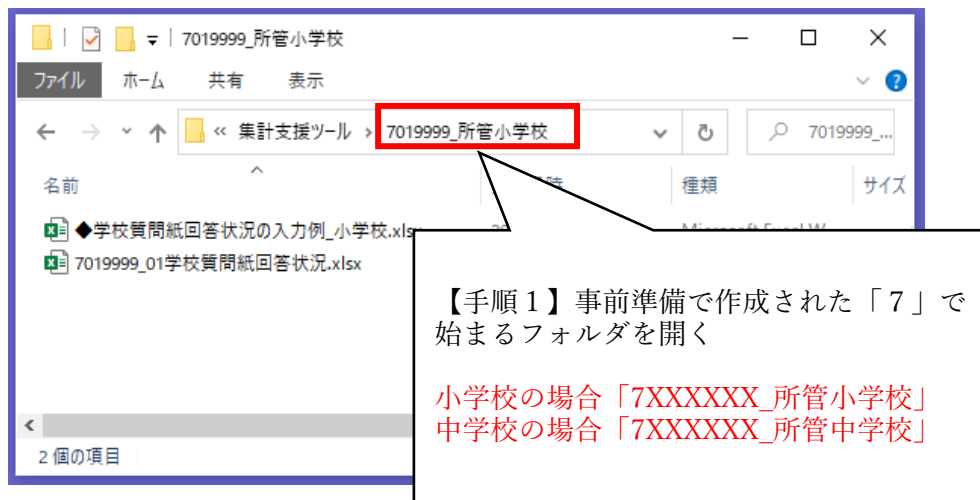 7019999_所管小学校
ファイル ホーム 共有 表示
« 集計支援ツール › 7019999_所管小学校 7019999_...
名前 種類 サイズ
◆学校質問紙回答状況の入力例_小学校.xlsx
7019999_01学校質問紙回答状況.xlsx
2 個の項目
【手順１】事前準備で作成された「７」で
始まるフォルダを開く
小学校の場合「7XXXXXX_所管小学校」
中学校の場合「7XXXXXX_所管中学校」